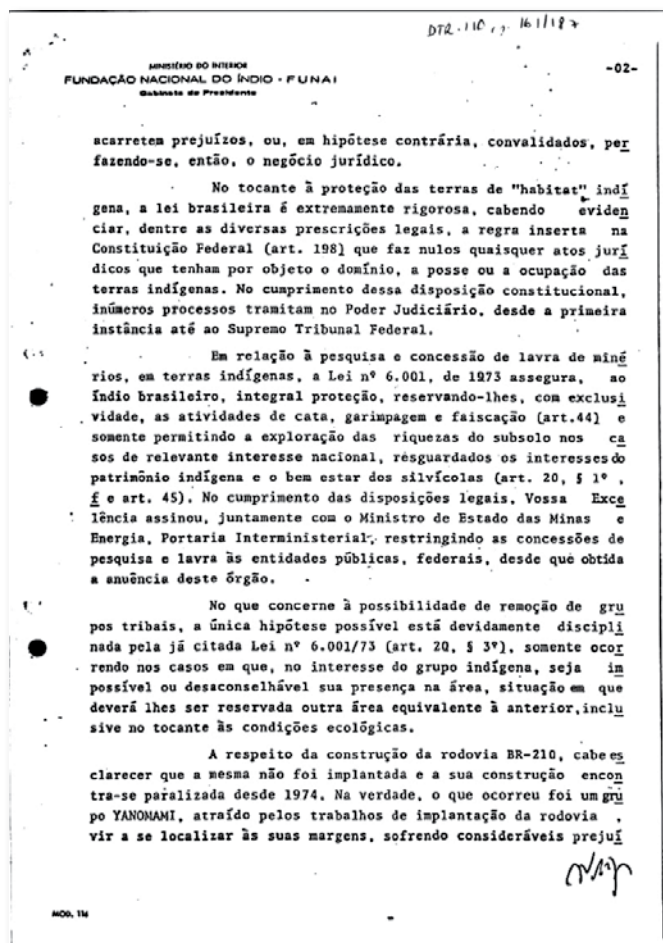 DTR.110, p. 161/187
MINISTÉRIO DO INTERIOR
FUNDAÇÃO NACIONAL DO ÍNDIO - FUNAI
Gabinete do Presidente
-02-
acarretem prejuízos, ou, em hipótese contrária, convalidados, per
fazendo-se, então, o negócio jurídico.
No tocante à proteção das terras de "habitat" indí
gena, a lei brasileira é extremamente rigorosa, cabendo eviden
ciar, dentre as diversas prescrições legais, a regra inserta na
Constituição Federal (art. 198) que faz nulos quaisquer atos jurí
dicos que tenham por objeto o domínio, a posse ou a ocupação das
terras indígenas. No cumprimento dessa disposição constitucional,
inúmeros processos tramitam no Poder Judiciário, desde a primeira
instância até ao Supremo Tribunal Federal.
Em relação à pesquisa e concessão de lavra de miné
rios, em terras indígenas, a Lei nº 6.001, de 1973 assegura, ao
índio brasileiro, integral proteção, reservando-lhes, com exclusi
vidade, as atividades de cata, garimpagem e faiscação (art.44) e
somente permitindo a exploração das riquezas do subsolo nos ca
sos de relevante interesse nacional, resguardados os interesses do
patrimônio indígena e o bem estar dos silvícolas (art. 20, § 1º ,
f e art. 45). No cumprimento das disposições legais, Vossa Exce
lência assinou, juntamente com o Ministro de Estado das Minas e
Energia, Portaria Interministerial, restringindo as concessões de
pesquisa e lavra às entidades públicas, federais, desde que obtida
a anuência deste órgão.
No que concerne à possibilidade de remoção de gru
pos tribais, a única hipótese possível está devidamente discipli
nada pela já citada Lei nº 6.001/73 (art. 20, § 3º), somente ocor
rendo nos casos em que, no interesse do grupo indígena, seja im
possível ou desaconselhável sua presença na área, situação em que
deverá lhes ser reservada outra área equivalente à anterior, inclu
sive no tocante às condições ecológicas.
A respeito da construção da rodovia BR-210, cabe es
clarecer que a mesma não foi implantada e a sua construção encon
tra-se paralizada desde 1974. Na verdade, o que ocorreu foi um gru
po YANOMAMI, atraído pelos trabalhos de implantação da rodovia ,
vir a se localizar às suas margens, sofrendo consideráveis prejuí
MOD. 114